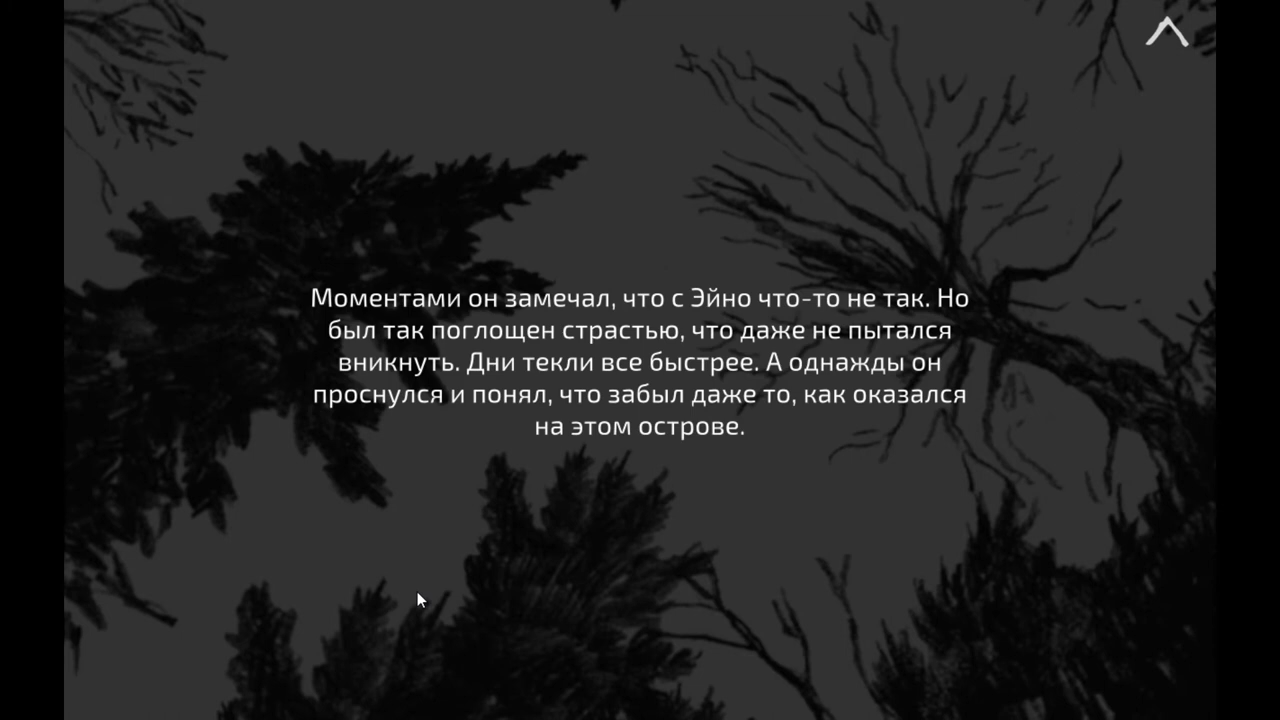 Моментами он замечал, что с Эйно что-то не так. Но
был так поглощен страстью, что даже не пытался
вникнуть. Дни текли все быстрее. А однажды он
проснулся и понял, что забыл даже то, как оказался
на этом острове.